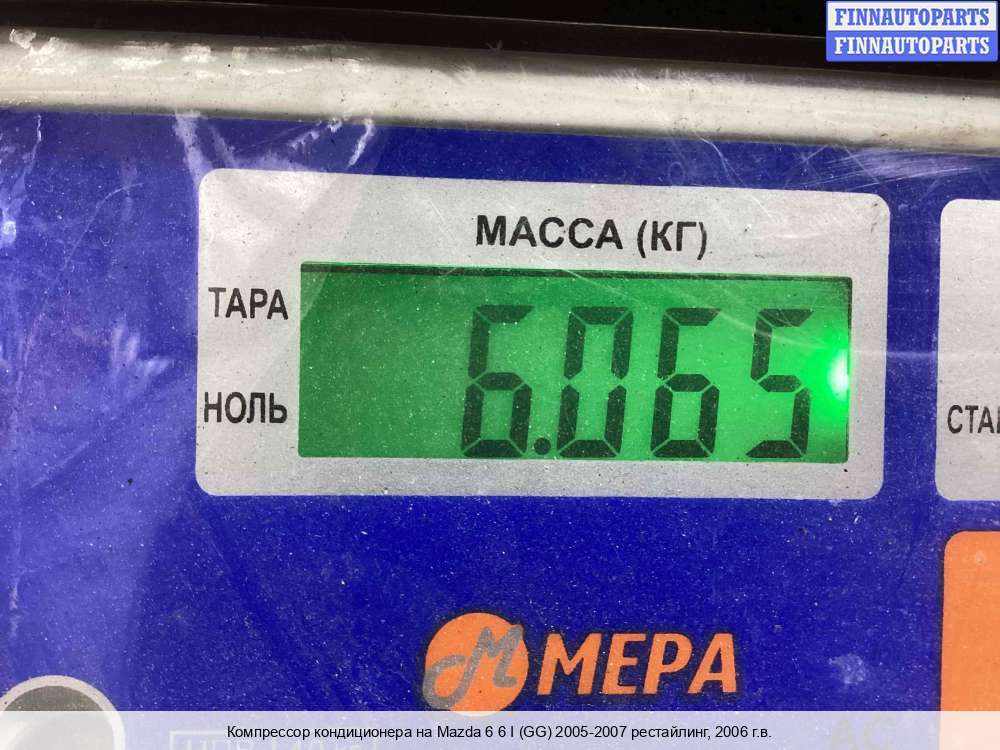 FINNAUTOPARTS
FINNAUTOPARTS
МАССА (КГ)
ТАРА
6.065
НОЛЬ
МЕРА
Компрессор кондиционера на Mazda 6 6 I (GG) 2005-2007 рестайлинг, 2006 г.в.